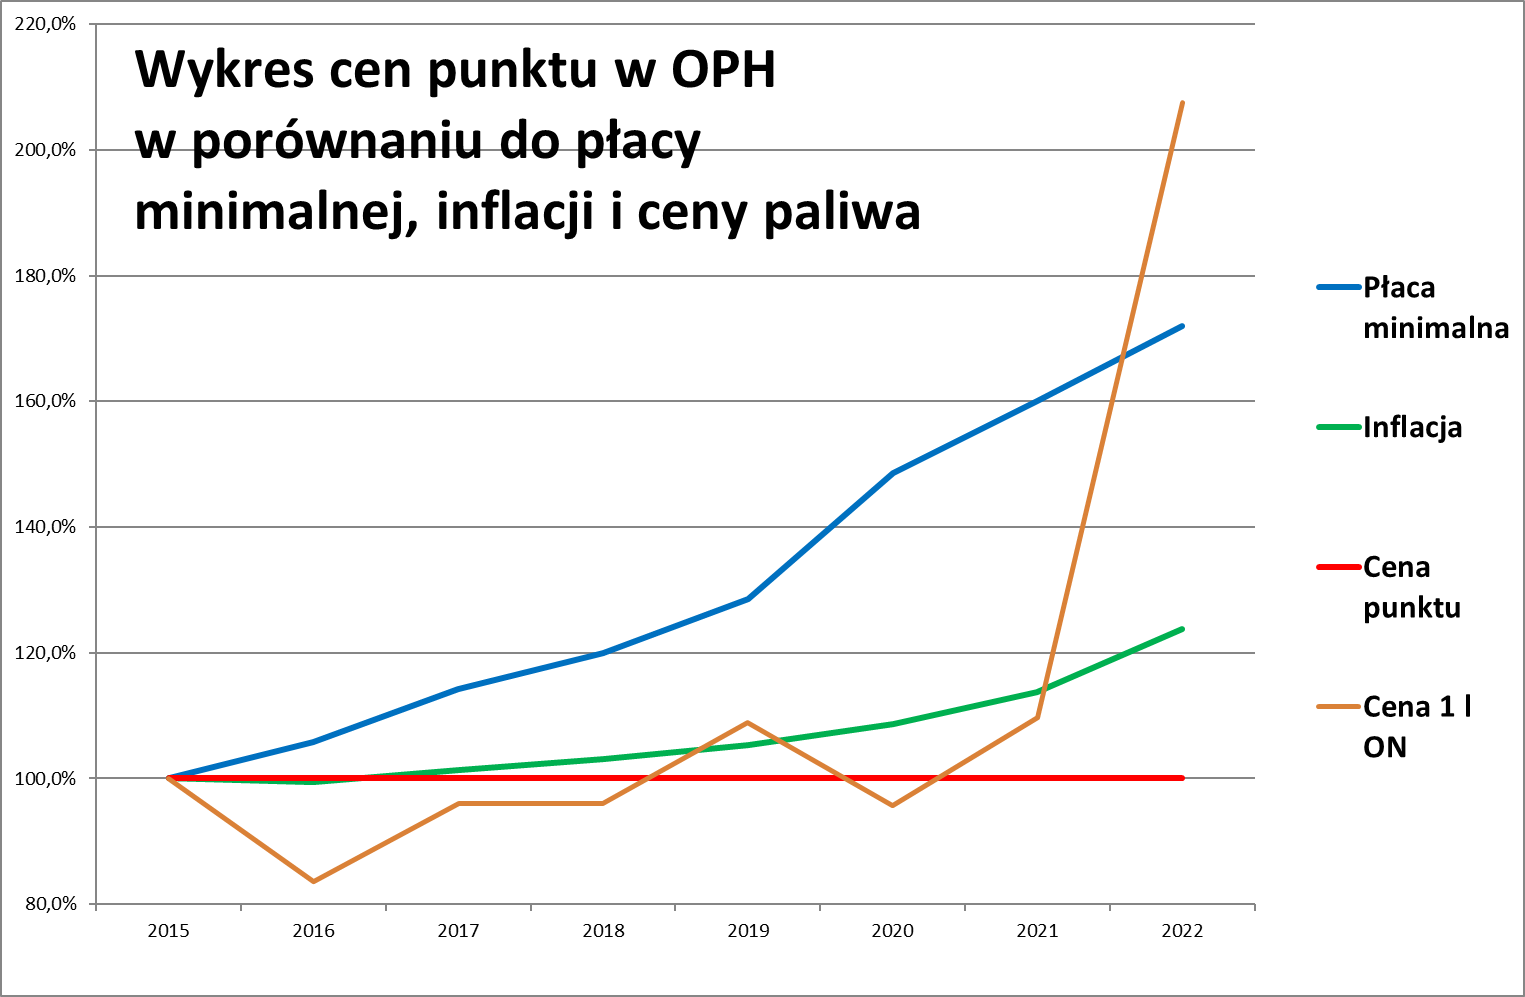 Wykres cen punktu w OPH
w porównaniu do płacy
minimalnej, inflacji i ceny paliwa
220,0%
200,0%
180,0%
160,0%
140,0%
120,0%
100,0%
80,0%
2015
2016
2017
2018
2019
2020
2021
2022
Płaca
minimalna
Inflacja
Cena
punktu
Cena 1 l
ON